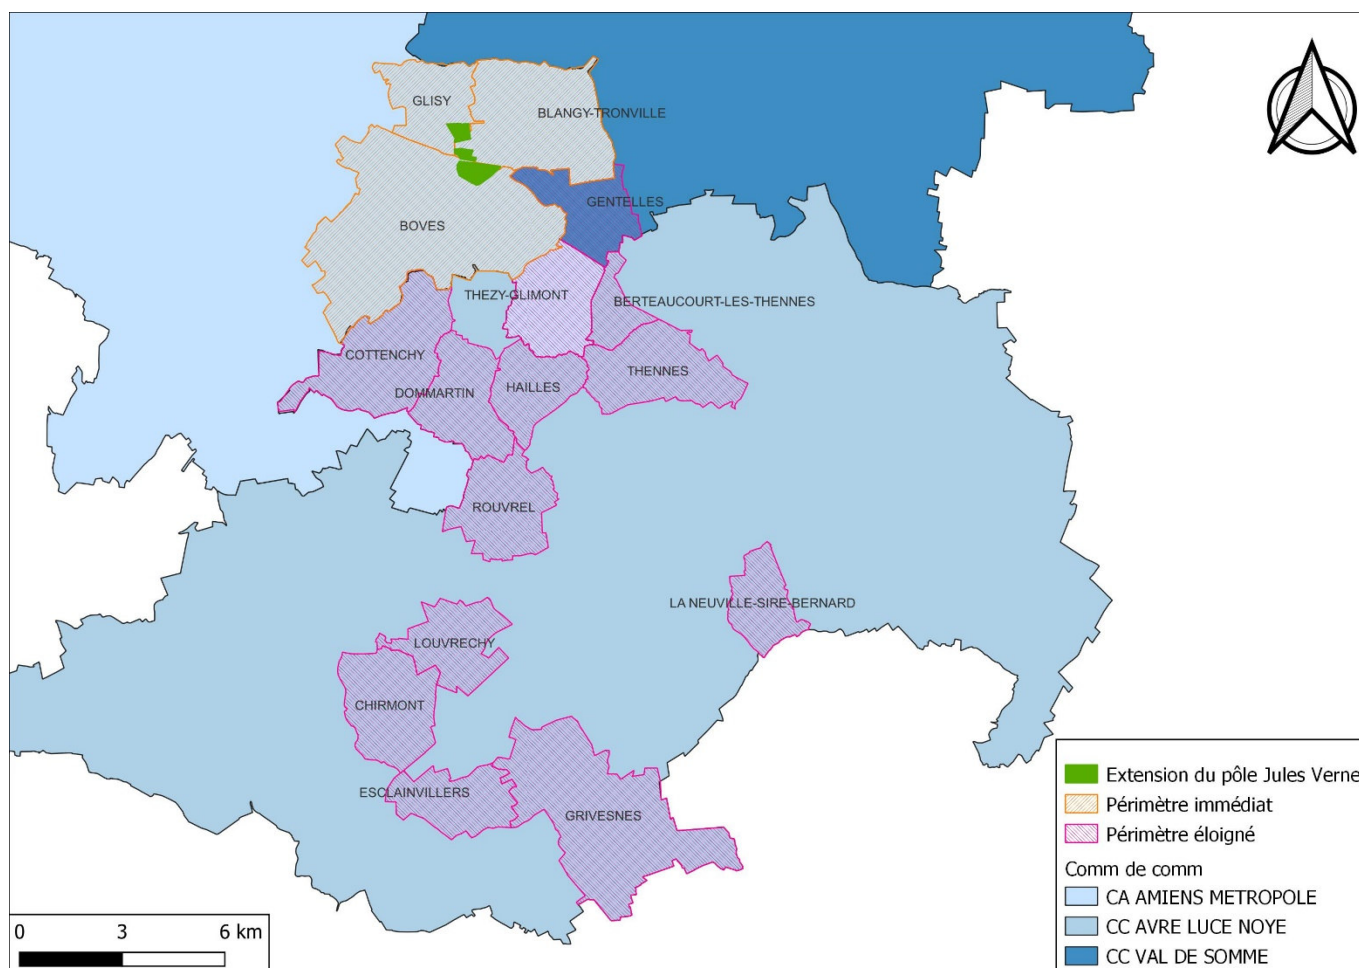 GLISY
BLANGY-TRONVILLE
GENTELLES
BOVES
THEZY-GLIMONT
BERTEAUCOURT-LES-THENNES
COTTENCHY
THENNES
HAILLES
DOMMARTIN
ROUVREL
LA NEUVILLE-SIRE-BERNARD
LOUVRECHY
CHIRMONT
ESCLAINVILLERS
GRIVESNES
Extension du pôle Jules Verne
Périmètre immédiat
Périmètre éloigné
Comm de comm
CA AMIENS METROPOLE
CC AVRE LUCE NOYE
CC VAL DE SOMME
0 3 6 km